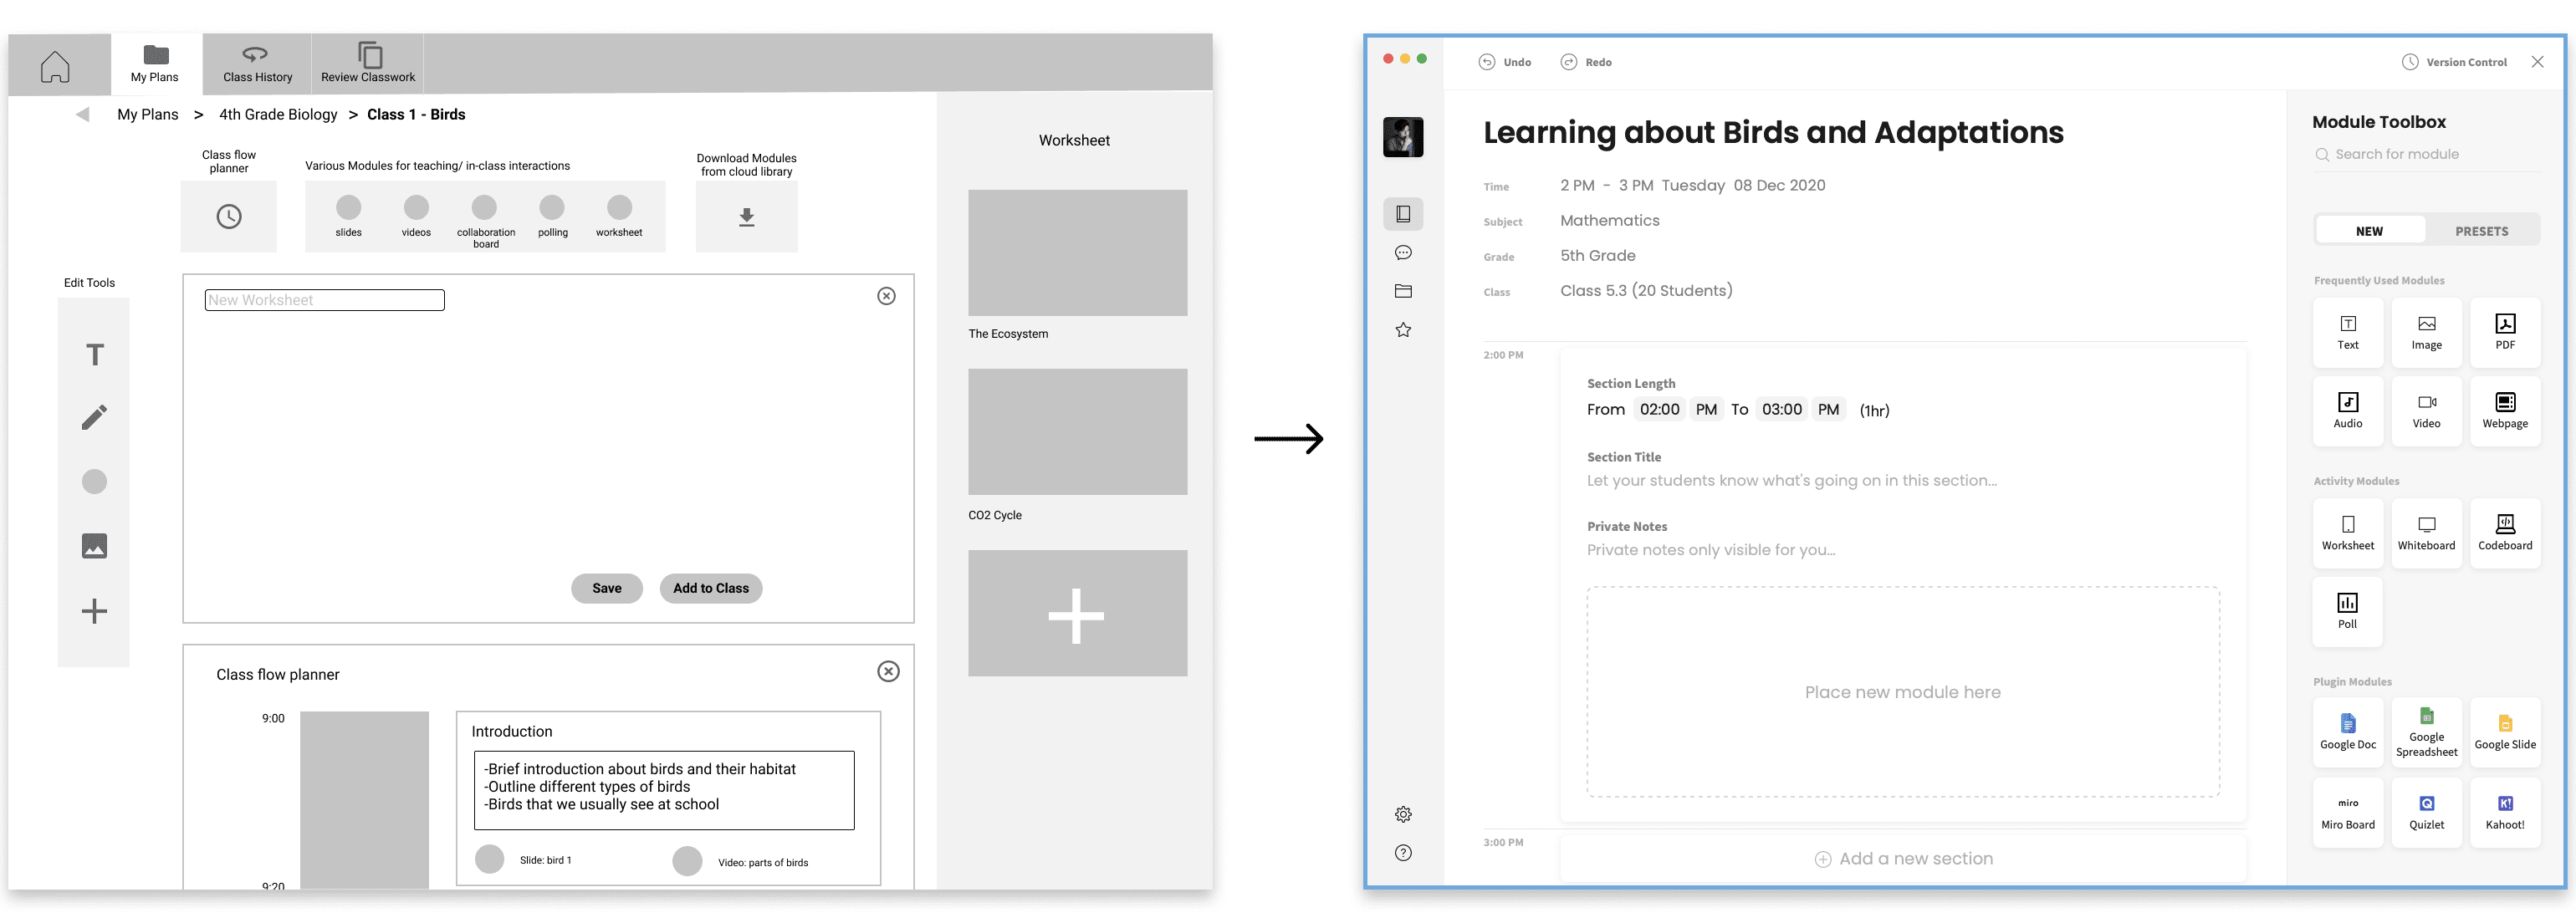 My Plans
Class History
Review Classwork
My Plans > 4th Grade Biology > Class 1 - Birds
Class flow
planner
Various Modules for teaching/ in-class interactions
slides
videos
collaboration
board
polling
worksheet
Download Modules
from cloud library
Edit Tools
T
New Worksheet
Save
Add to Class
Class flow planner
9:00
Introduction
-Brief introduction about birds and their habitat
-Outline different types of birds
-Birds that we usually see at school
Slide: bird 1
Video: parts of birds
9:20
Worksheet
The Ecosystem
CO2 Cycle
Undo
Redo
Version Control
Learning about Birds and Adaptations
Time 2 PM - 3 PM Tuesday 08 Dec 2020
Subject Mathematics
Grade 5th Grade
Class Class 5.3 (20 Students)
2:00 PM
Section Length
From 02:00 PM To 03:00 PM (1hr)
Section Title
Let your students know what's going on in this section...
Private Notes
Private notes only visible for you...
Place new module here
3:00 PM
Add a new section
Module Toolbox
Search for module
NEW
PRESETS
Frequently Used Modules
T
Text
Image
PDF
Audio
Video
Webpage
Activity Modules
Worksheet
Whiteboard
Codeboard
Poll
Plugin Modules
Google Doc
Google
Spreadsheet
Google Slide
miro
Miro Board
Q
Quizlet
K!
Kahoot!